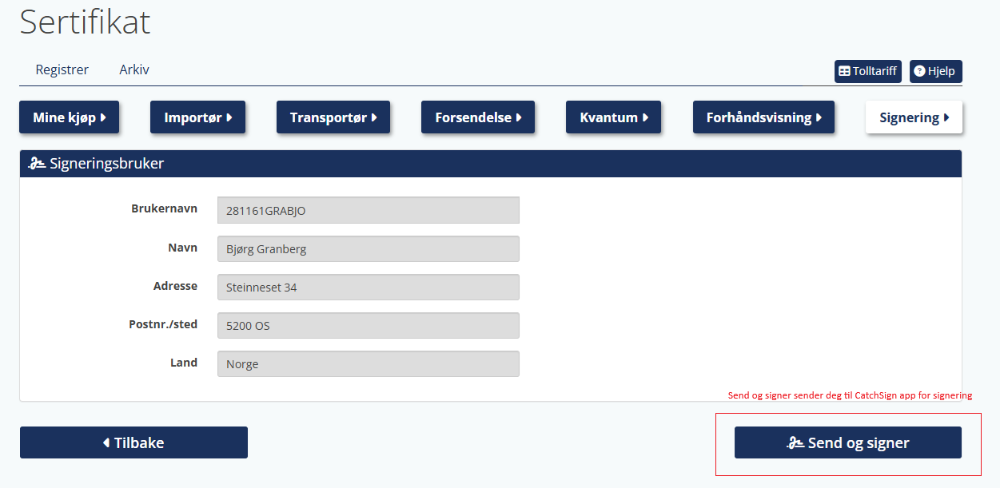 Sertifikat
Registrer Arkiv Tolltariff Hjelp
Mine kjøp Importør Transportør Forsendelse Kvantum Forhåndsvisning Signering
Signeringsbruker
Brukernavn 281161GRABJO
Navn Bjørg Granberg
Adresse Steinneset 34
Postnr./sted 5200 OS
Land Norge
Send og signer sender deg til CatchSign app for signering
Tilbake Send og signer